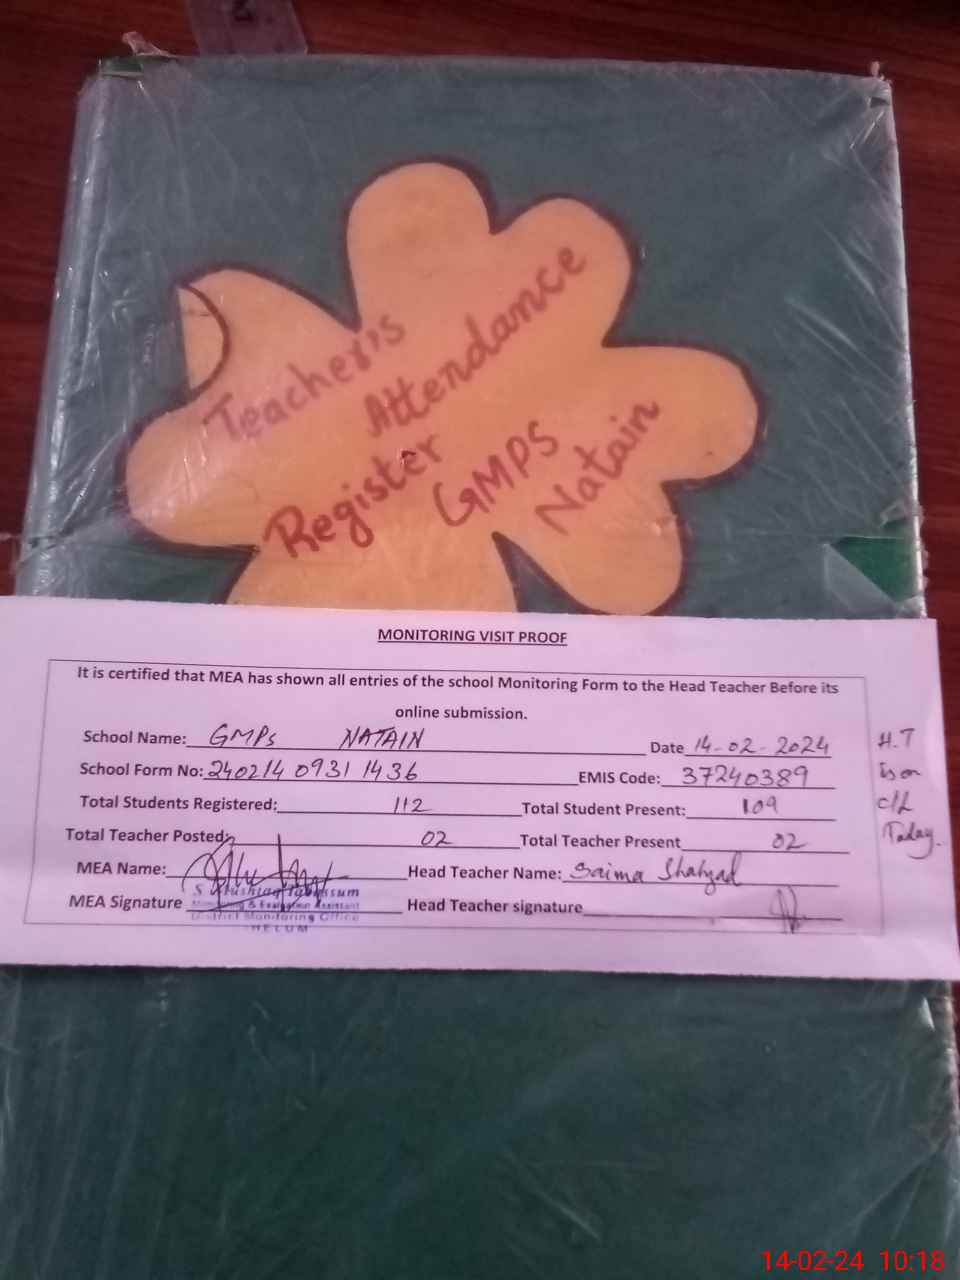 Teacher's
Attendance
Register
GMPS
Natain
MONITORING VISIT PROOF
It is certified that MEA has shown all entries of the school Monitoring Form to the Head Teacher Before its
online submission.
School Name: GMPs NATAIN Date 14-02-2024
School Form No: 240214 0931 1436 EMIS Code: 37240389
Total Students Registered: 112 Total Student Present: 109
Total Teacher Posted: 02 Total Teacher Present 02
MEA Name: Head Teacher Name: Saima Shahzad
MEA Signature Head Teacher signature
Monitoring & Evaluation Assistant
District Monitoring Office
JHELUM
H.T
is on
c/L
Today.
14-02-24 10:18